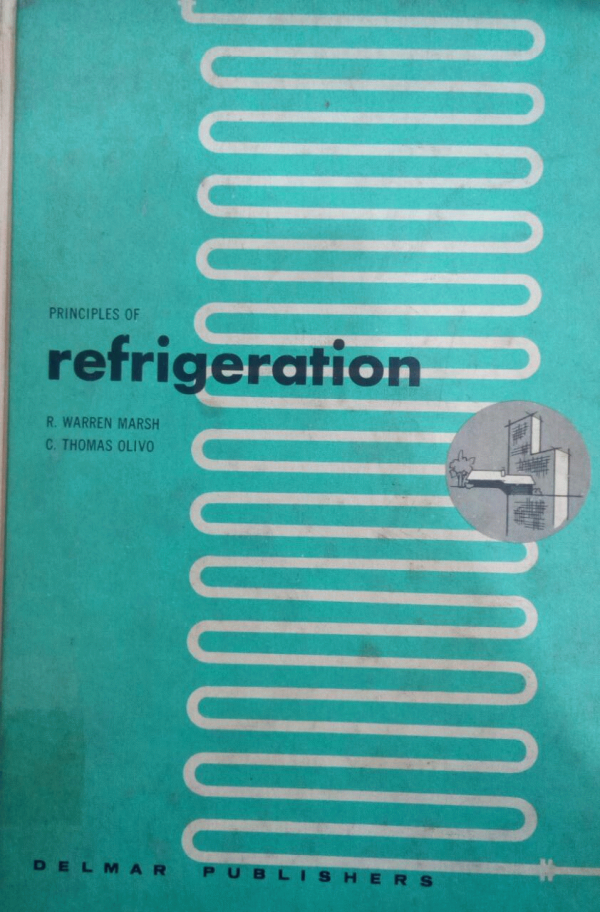 PRINCIPLES OF
refrigeration
R. WARREN MARSH
C. THOMAS OLIVO
DELMAR PUBLISHERS